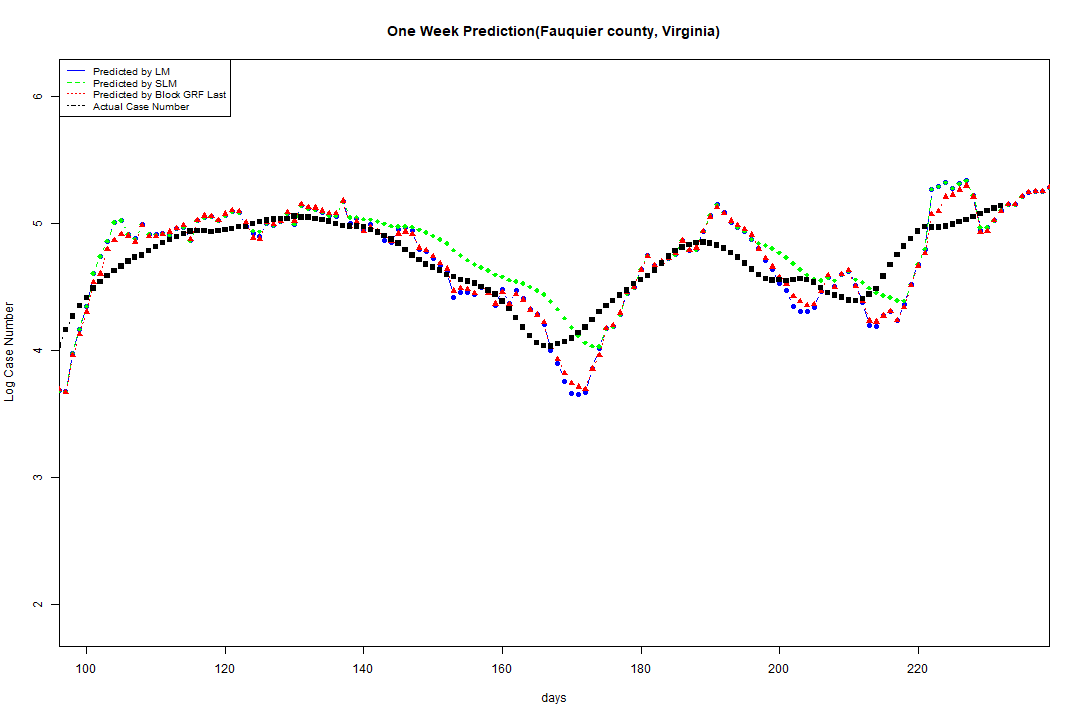 One Week Prediction(Fauquier county, Virginia)
Predicted by LM
Predicted by SLM
Predicted by Block GRF Last
Actual Case Number
6
5
4
3
2
Log Case Number
100 120 140 160 180 200 220
days